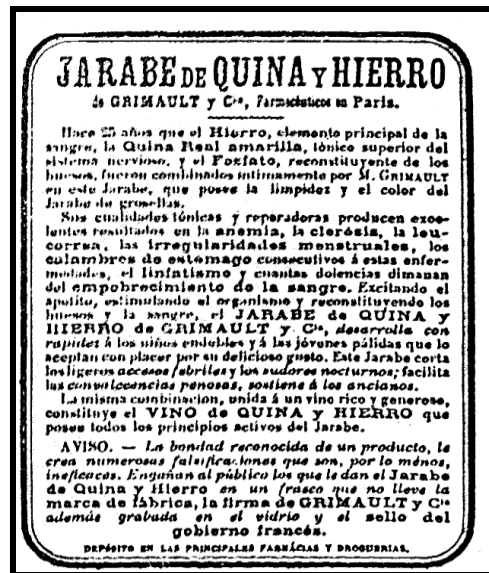 JARABE DE QUINA Y HIERRO
de GRIMAULT y Cia, Farmacéuticos en Paris.
Hace 25 años que el Hierro, elemento principal de la
sangre, la Quina Real amarilla, tónico superior del
sistema nervioso, y el Fosfato, reconstituyente de los
huesos, fueron combinados intimamente por M. GRIMAULT
en este Jarabe, que posee la limpidez y el color del
Jarabe de grosellas.
Sus cualidades tónicas y reparadoras producen exce-
lentes resultados en la anemia, la clorósis, la leu-
correa, las irregularidades menstruales, los
calambres de estómago consecutivos á estas enfer-
medades, el linfatismo y cuantas dolencias dimanan
del empobrecimiento de la sangre. Excitando el
apetito, estimulando el organismo y reconstituyendo los
huesos y la sangre, el JARABE de QUINA y
HIERRO de GRIMAULT y Cia, desarrolla con
rapidez á los niños endebles y á las jóvenes pálidas que lo
aceptan con placer por su delicioso gusto. Este Jarabe corta
los ligeros accesos febriles y los sudores nocturnos; facilita
las convalecencias penosas, sostiene á los ancianos.
La misma combinacion, unida á un vino rico y generoso,
constituye el VINO de QUINA y HIERRO que
posee todos los principios activos del Jarabe.
AVISO. — La bondad reconocida de un producto, le
crea numerosas falsificaciones que son, por lo ménos,
ineficaces. Engañan al público los que le dan el Jarabe
de Quina y Hierro en un frasco que no lleve la
marca de fábrica, la firma de GRIMAULT y Cia
además grabada en el vidrio y el sello del
gobierno francés.
DEPÓSITO EN LAS PRINCIPALES FARMÁCIAS Y DROGUERIAS.